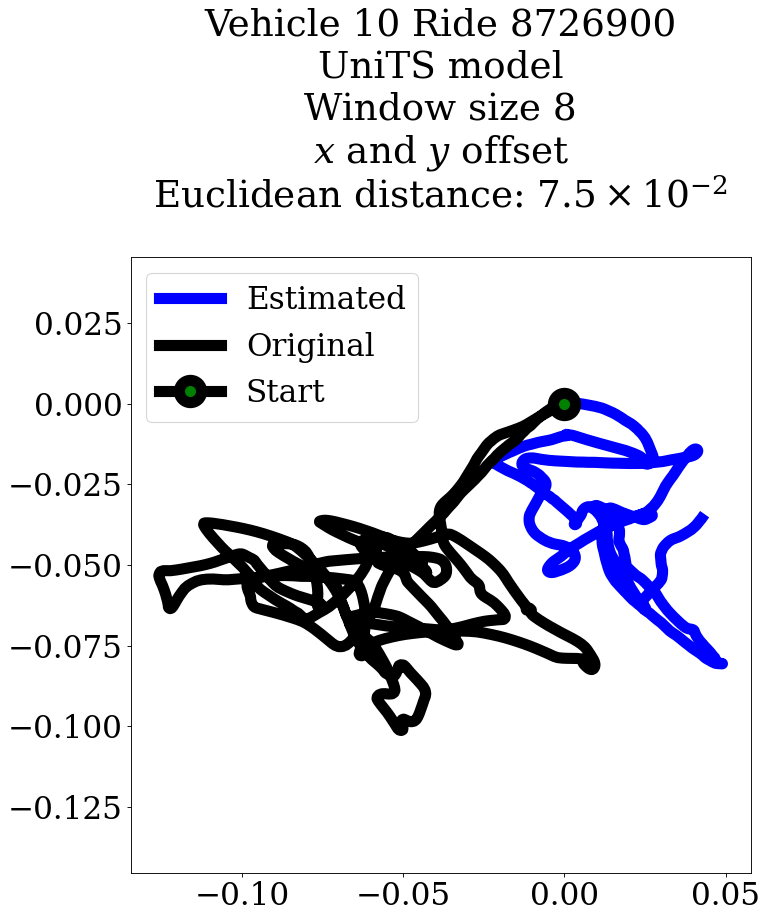 Vehicle 10 Ride 8726900
UniTS model
Window size 8
x and y offset
Euclidean distance: 7.5 × 10⁻²
Estimated
Original
Start
0.025
0.000
−0.025
−0.050
−0.075
−0.100
−0.125
−0.10
−0.05
0.00
0.05